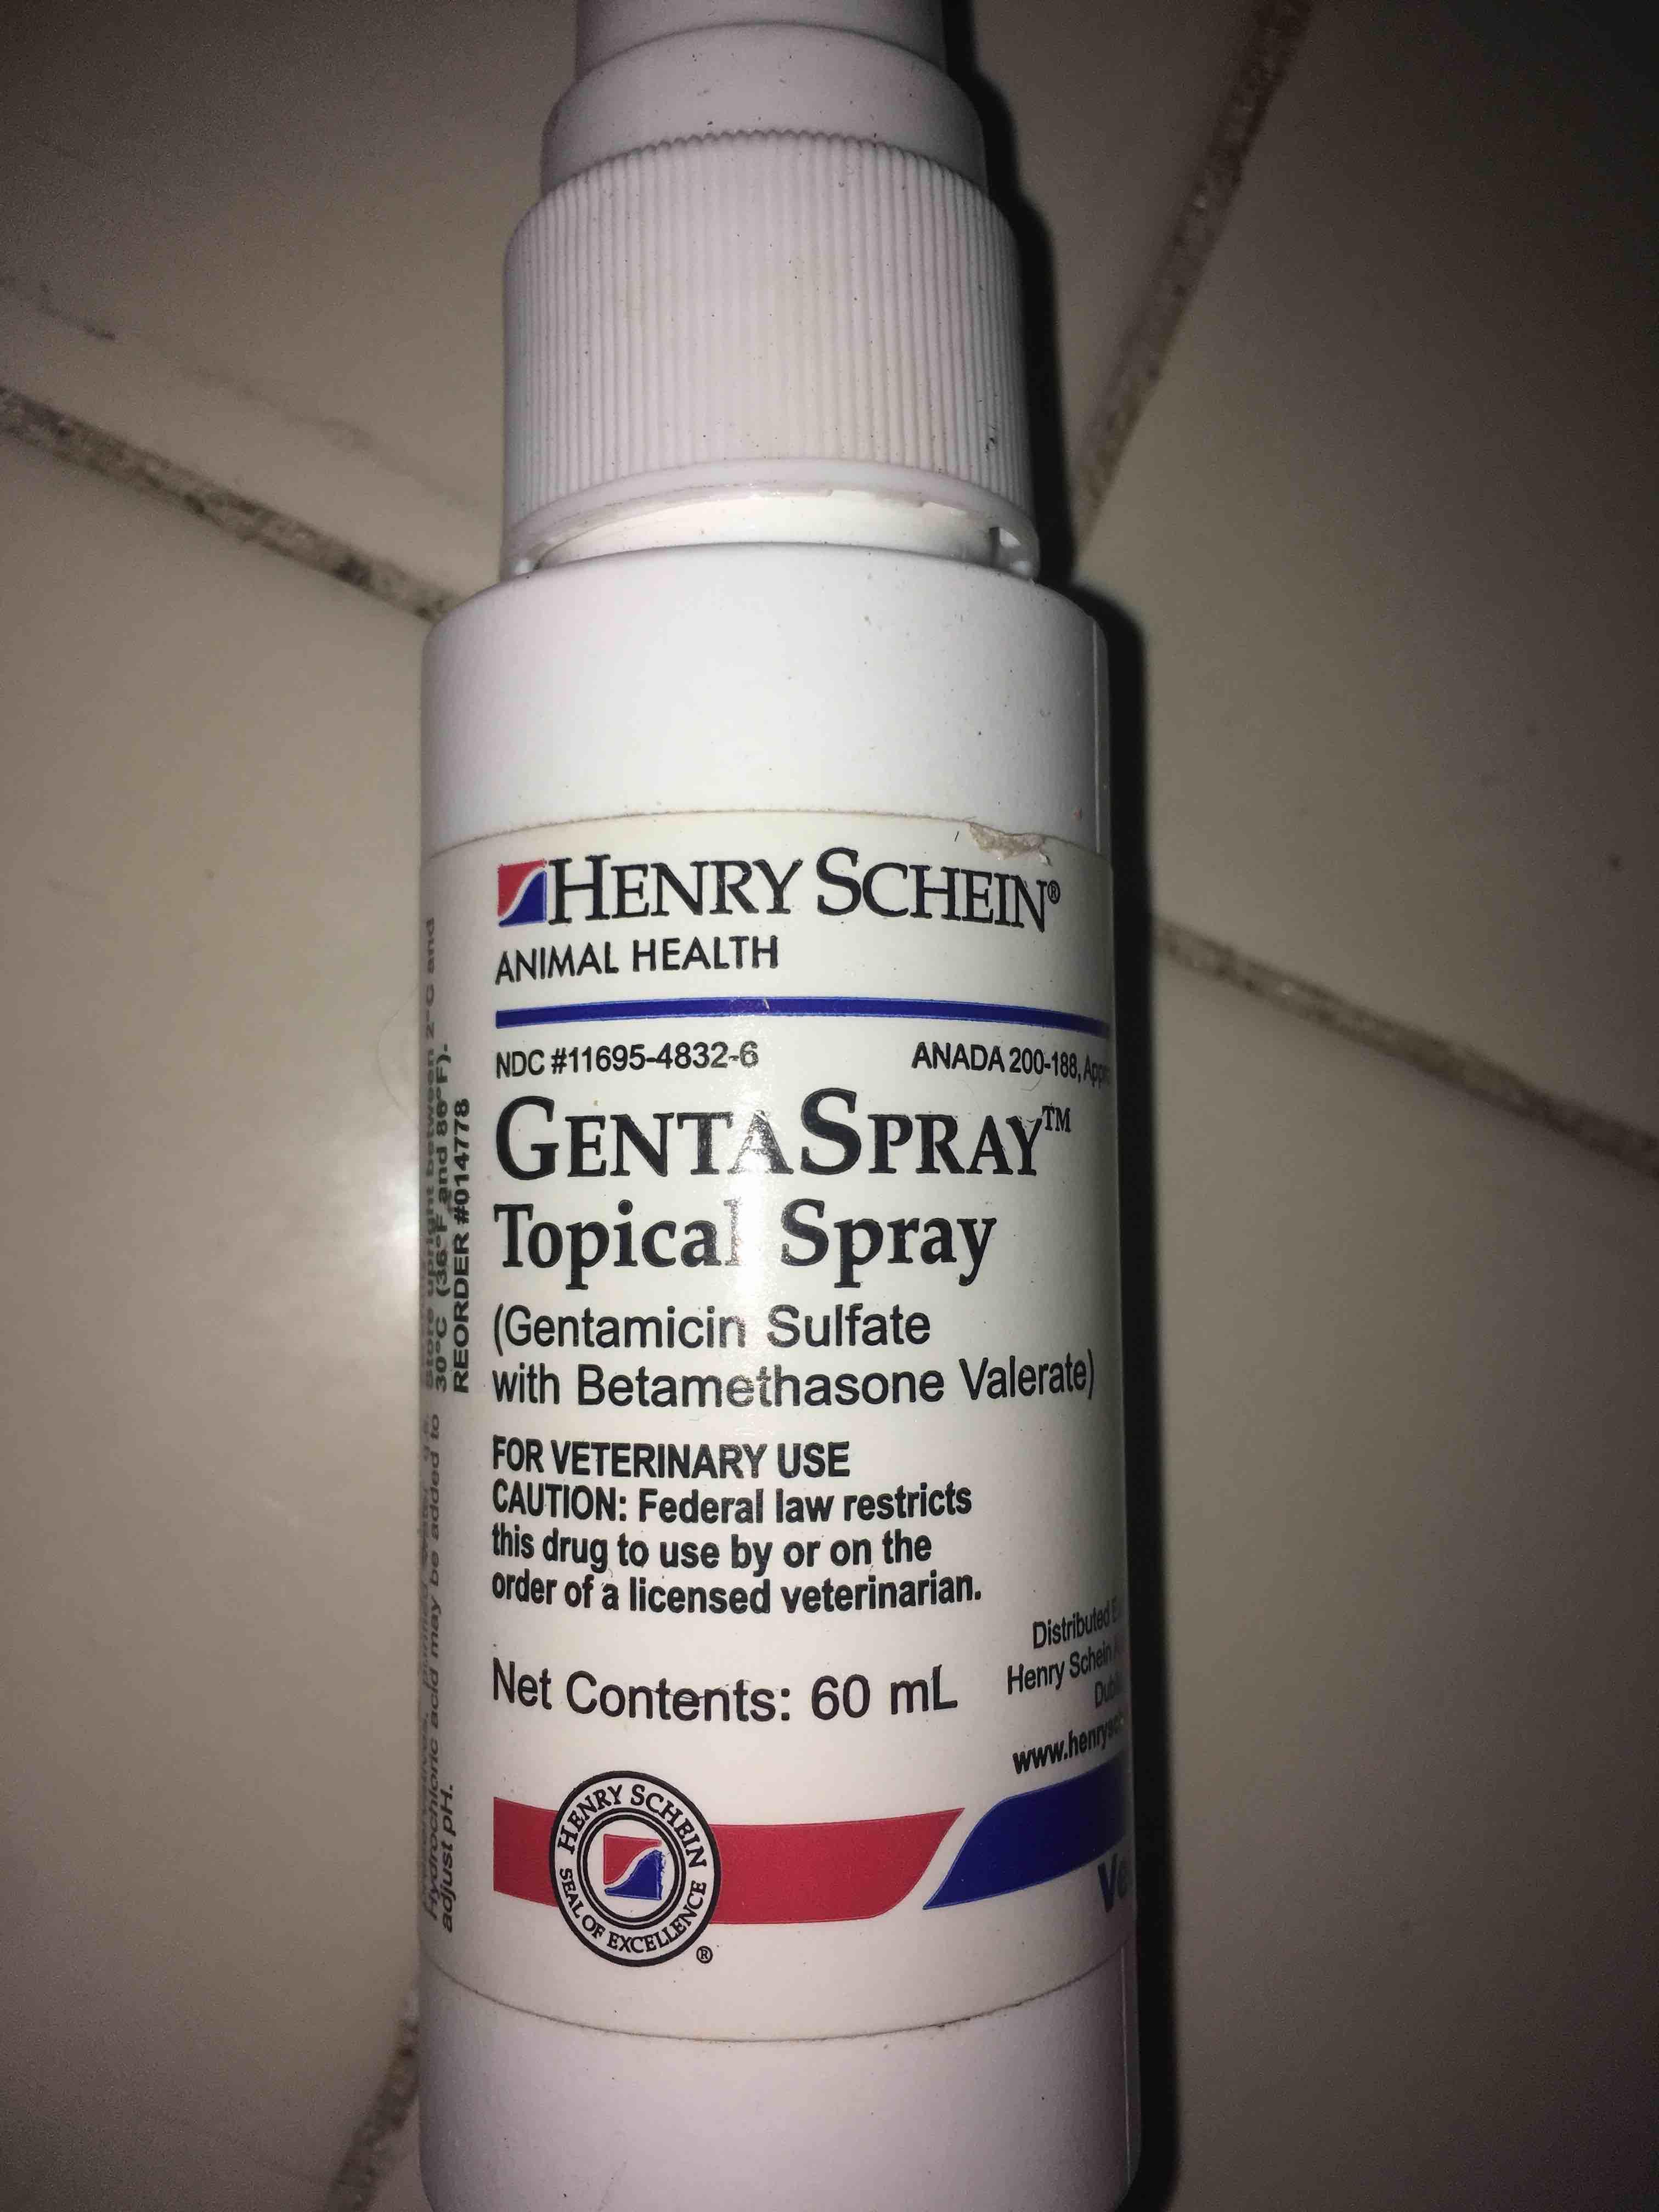 HENRY SCHEIN®
ANIMAL HEALTH
NDC #11695-4832-6 ANADA 200-188,
GENTASPRAY™
Topical Spray
(Gentamicin Sulfate
with Betamethasone Valerate)
FOR VETERINARY USE
CAUTION: Federal law restricts
this drug to use by or on the
order of a licensed veterinarian.
Net Contents: 60 mL
Distributed
Henry Schein
www.henrysc
HENRY SCHEIN
SEAL OF EXCELLENCE
®
Store upright between 2°C and
30°C (36°F and 86°F).
REORDER #014778
Hydrochloric acid may be added to
adjust pH.